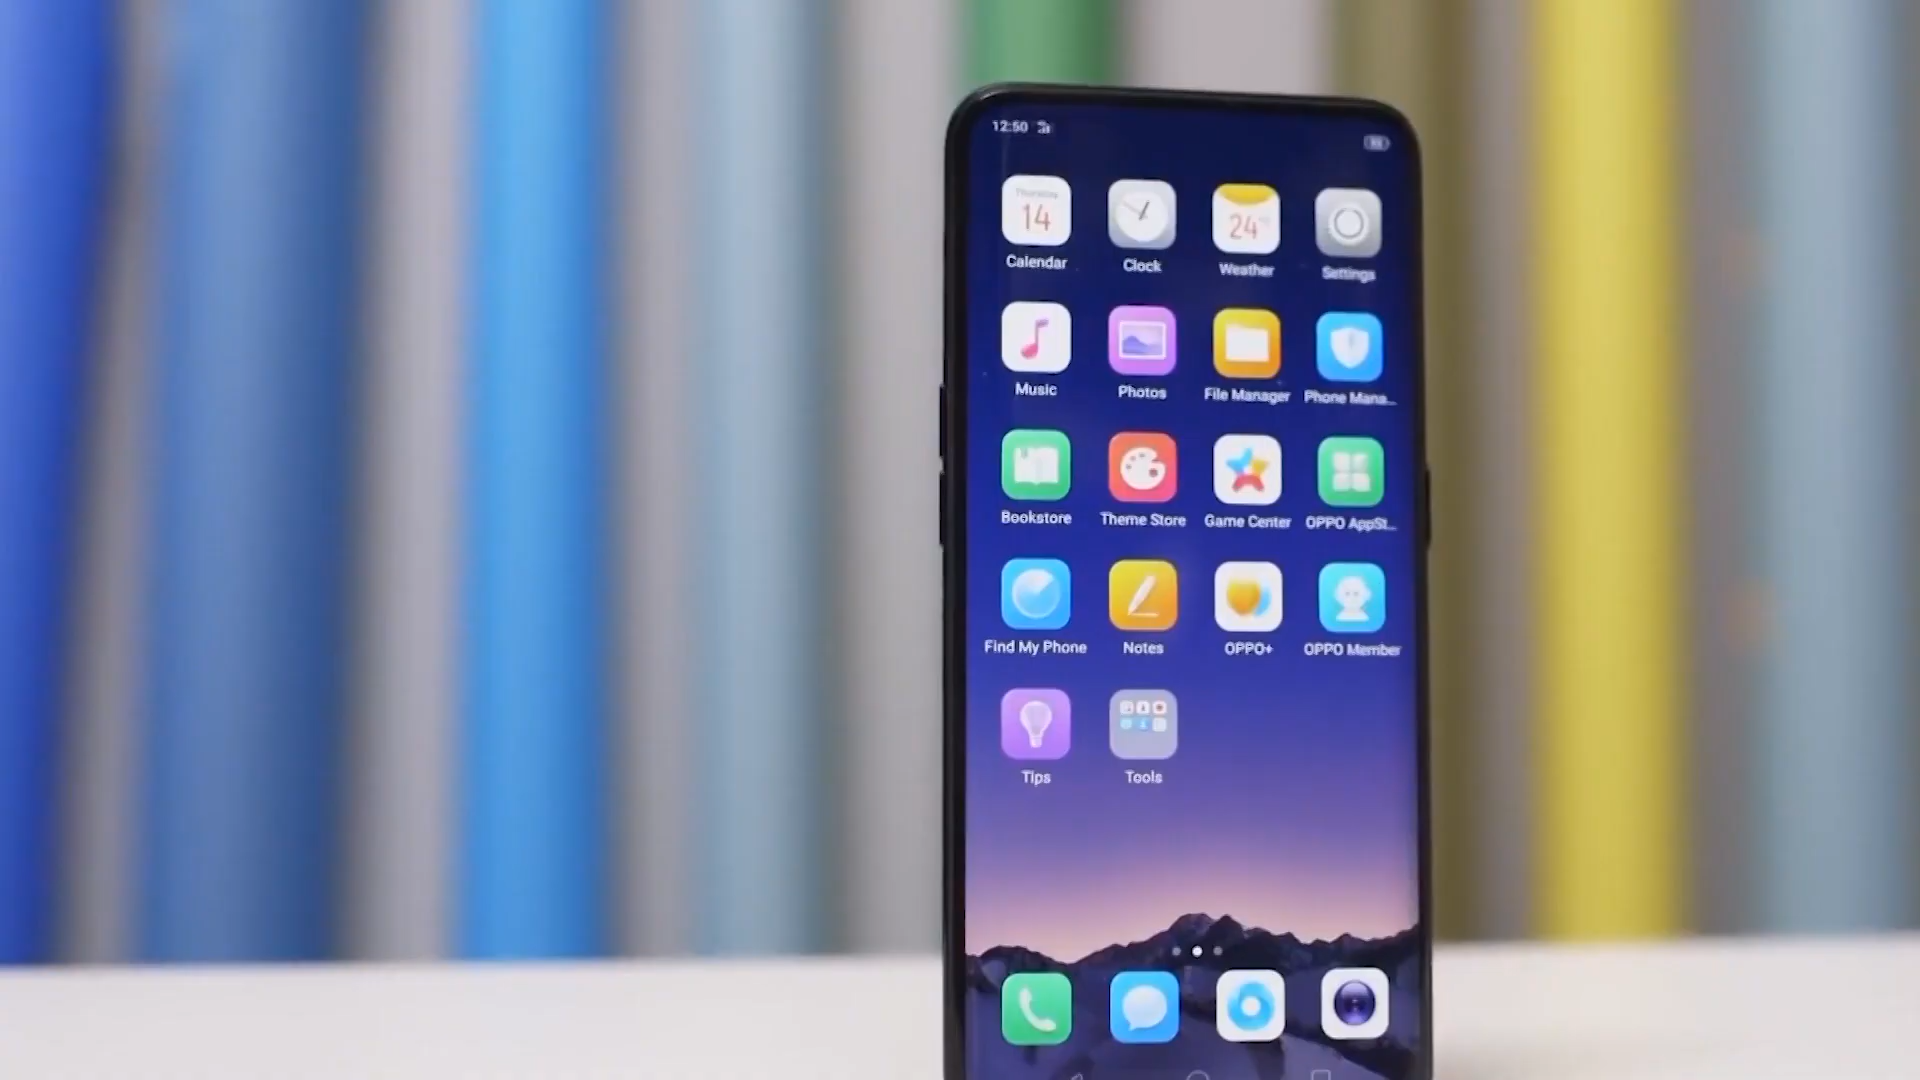 12:50
Thursday
14
24°
Calendar
Clock
Weather
Settings
Music
Photos
File Manager
Phone Mana...
Bookstore
Theme Store
Game Center
OPPO AppSt...
Find My Phone
Notes
OPPO+
OPPO Member
Tips
Tools